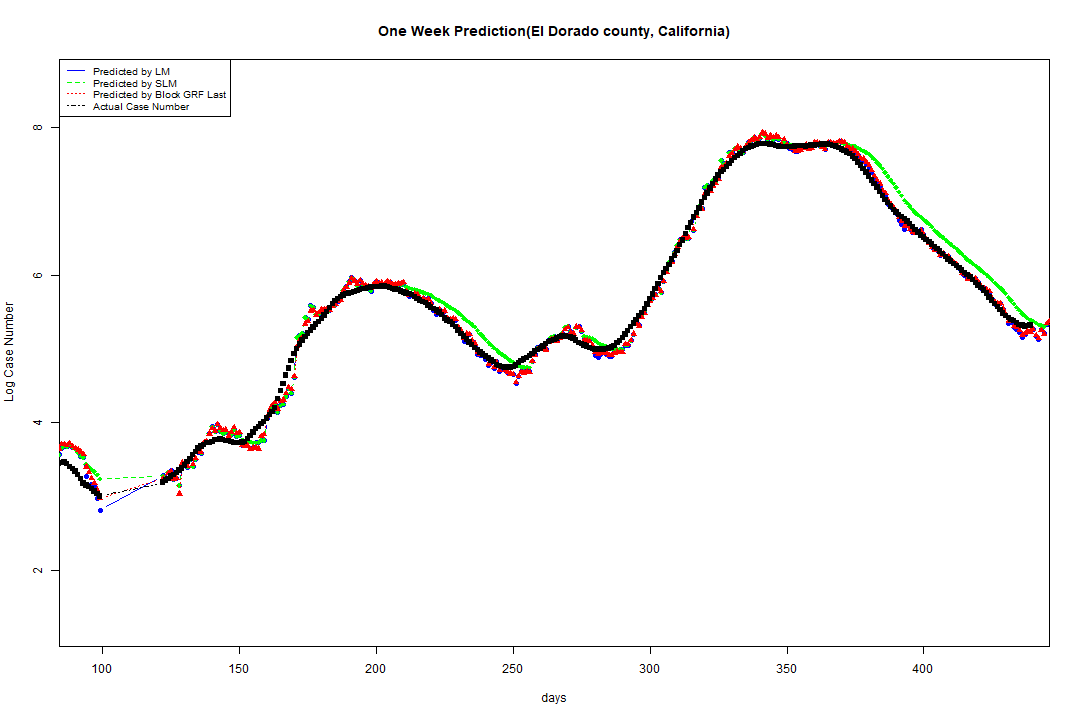 One Week Prediction(El Dorado county, California)
Predicted by LM
Predicted by SLM
Predicted by Block GRF Last
Actual Case Number
Log Case Number
8
6
4
2
100 150 200 250 300 350 400
days